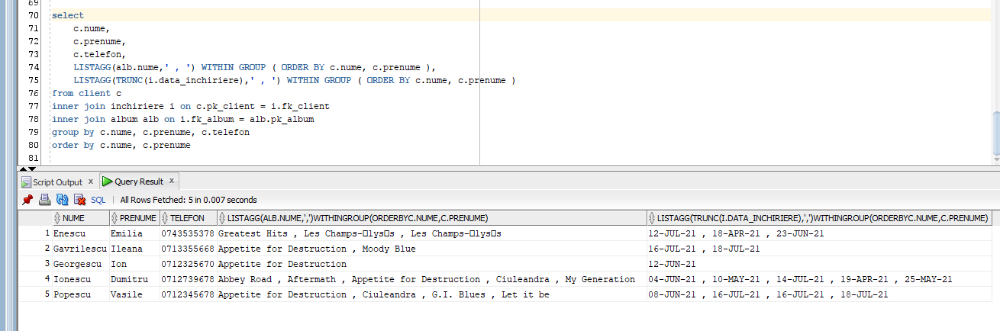 69
70 select
71 c.nume,
72 c.prenume,
73 c.telefon,
74 LISTAGG(alb.nume,' , ') WITHIN GROUP ( ORDER BY c.nume, c.prenume ),
75 LISTAGG(TRUNC(i.data_inchiriere),' , ') WITHIN GROUP ( ORDER BY c.nume, c.prenume )
76 from client c
77 inner join inchiriere i on c.pk_client = i.fk_client
78 inner join album alb on i.fk_album = alb.pk_album
79 group by c.nume, c.prenume, c.telefon
80 order by c.nume, c.prenume
81
Script Output x Query Result x
SQL | All Rows Fetched: 5 in 0.007 seconds
NUME PRENUME TELEFON LISTAGG(ALB.NUME,',')WITHINGROUP(ORDERBYC.NUME,C.PRENUME) LISTAGG(TRUNC(I.DATA_INCHIRIERE),',')WITHINGROUP(ORDERBYC.NUME,C.PRENUME)
1 Enescu Emilia 0743535378 Greatest Hits , Les Champs-□lys□s , Les Champs-□lys□s 12-JUL-21 , 18-APR-21 , 23-JUN-21
2 Gavrilescu Ileana 0713355668 Appetite for Destruction , Moody Blue 16-JUL-21 , 18-JUL-21
3 Georgescu Ion 0712325670 Appetite for Destruction 12-JUN-21
4 Ionescu Dumitru 0712739678 Abbey Road , Aftermath , Appetite for Destruction , Ciuleandra , My Generation 04-JUN-21 , 10-MAY-21 , 14-JUL-21 , 19-APR-21 , 25-MAY-21
5 Popescu Vasile 0712345678 Appetite for Destruction , Ciuleandra , G.I. Blues , Let it be 08-JUN-21 , 16-JUL-21 , 16-JUL-21 , 18-JUL-21